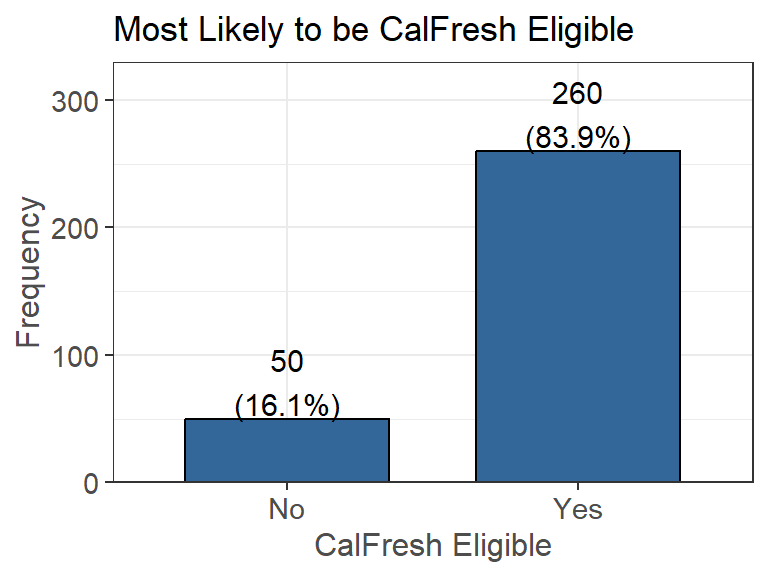 Most Likely to be CalFresh Eligible
Frequency
300
200
100
0
260
(83.9%)
50
(16.1%)
No
Yes
CalFresh Eligible